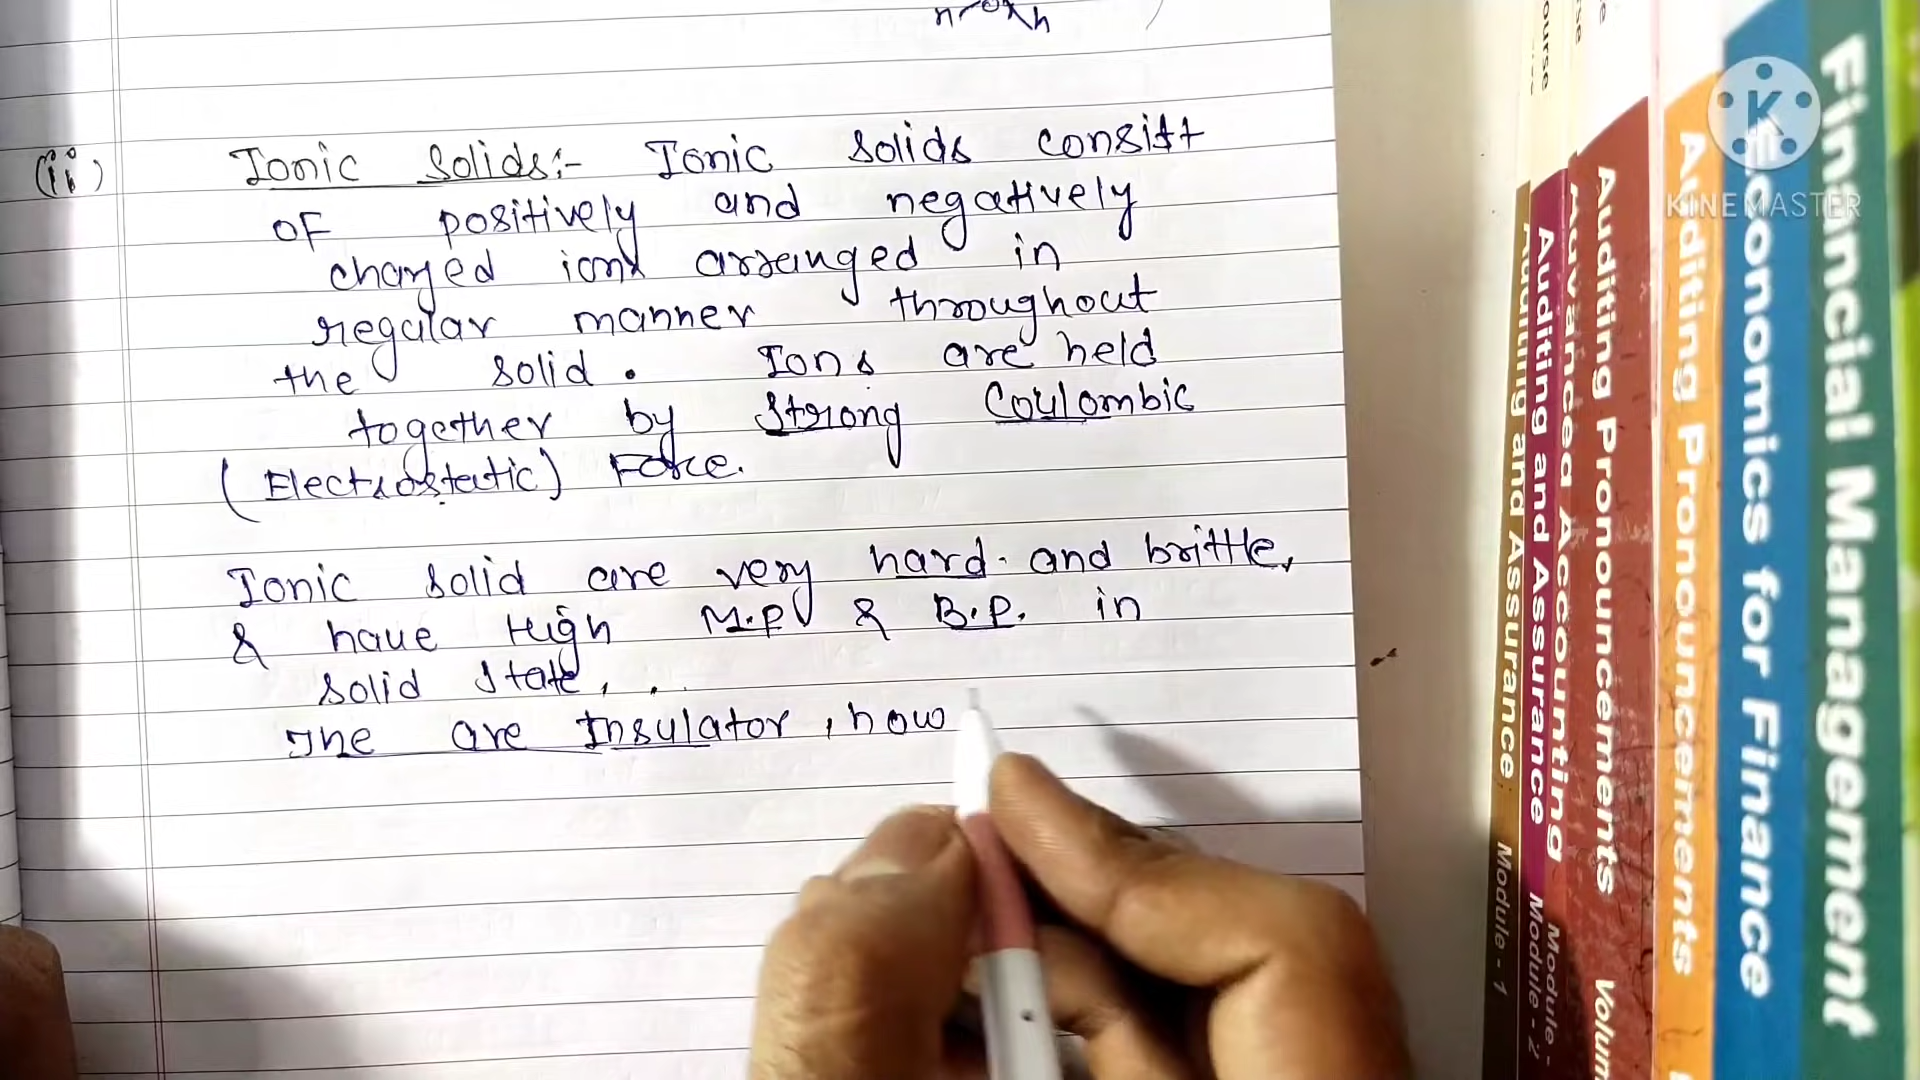 (ii) Ionic Solids:- Ionic solids consist
of positively and negatively
charged ions arranged in
regular manner throughout
the solid. Ions are held
together by strong Coulombic
(Electrostatic) Force.
Ionic solid are very hard and brittle,
& have High M.P & B.P. in
solid state,
The are Insulator, how
Auditing and Assurance Module - 1
Auditing and Assurance Module - 2
Advanced Accounting Module -
Auditing Pronouncements Volum
Auditing Pronouncements
Economics for Finance
Financial Management
K
KINEMASTER